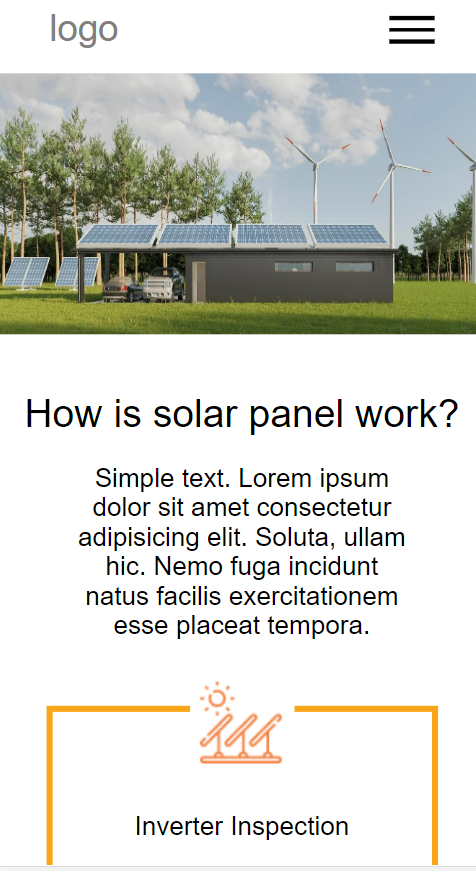 logo
How is solar panel work?
Simple text. Lorem ipsum
dolor sit amet consectetur
adipisicing elit. Soluta, ullam
hic. Nemo fuga incidunt
natus facilis exercitationem
esse placeat tempora.
Inverter Inspection